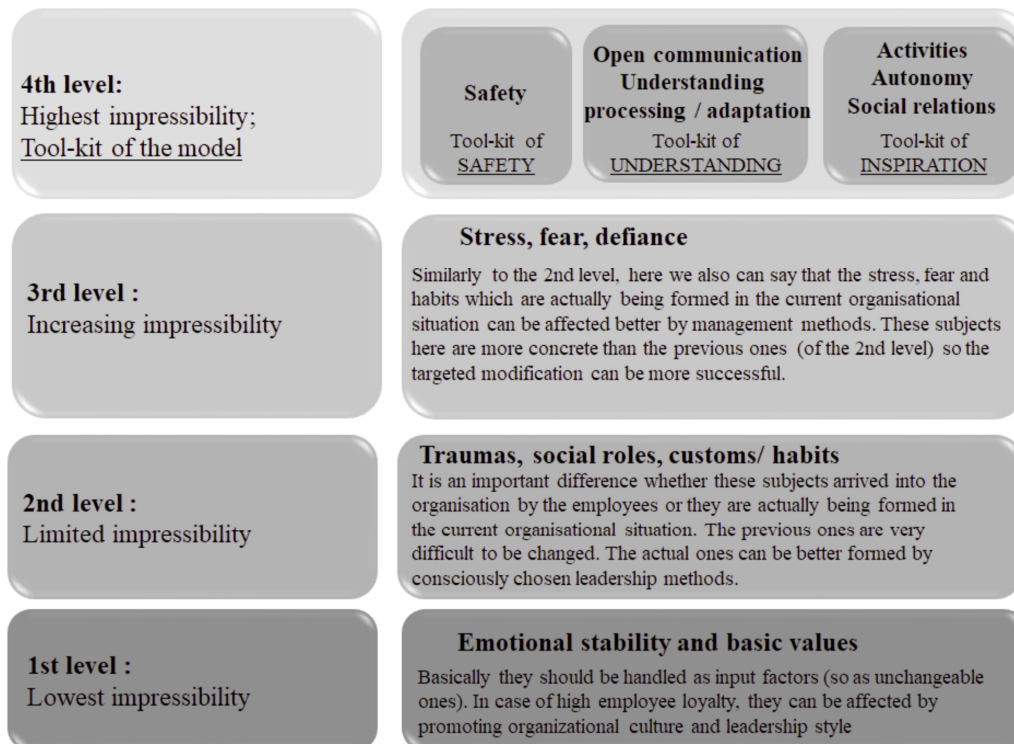 4th level:
Highest impressibility;
Tool-kit of the model
Safety
Tool-kit of
SAFETY
Open communication
Understanding
processing / adaptation
Tool-kit of
UNDERSTANDING
Activities
Autonomy
Social relations
Tool-kit of
INSPIRATION
3rd level :
Increasing impressibility
Stress, fear, defiance
Similarly to the 2nd level, here we also can say that the stress, fear and
habits which are actually being formed in the current organisational
situation can be affected better by management methods. These subjects
here are more concrete than the previous ones (of the 2nd level) so the
targeted modification can be more successful.
2nd level :
Limited impressibility
Traumas, social roles, customs/ habits
It is an important difference whether these subjects arrived into the
organisation by the employees or they are actually being formed in
the current organisational situation. The previous ones are very
difficult to be changed. The actual ones can be better formed by
consciously chosen leadership methods.
1st level :
Lowest impressibility
Emotional stability and basic values
Basically they should be handled as input factors (so as unchangeable
ones). In case of high employee loyalty, they can be affected by
promoting organizational culture and leadership style